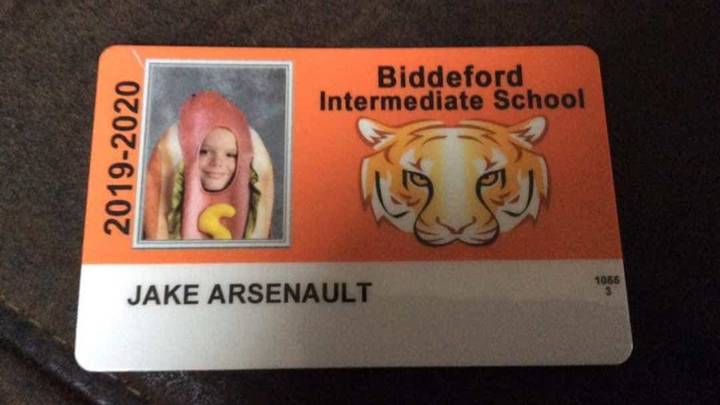 2019-2020
Biddeford
Intermediate School
JAKE ARSENAULT
3